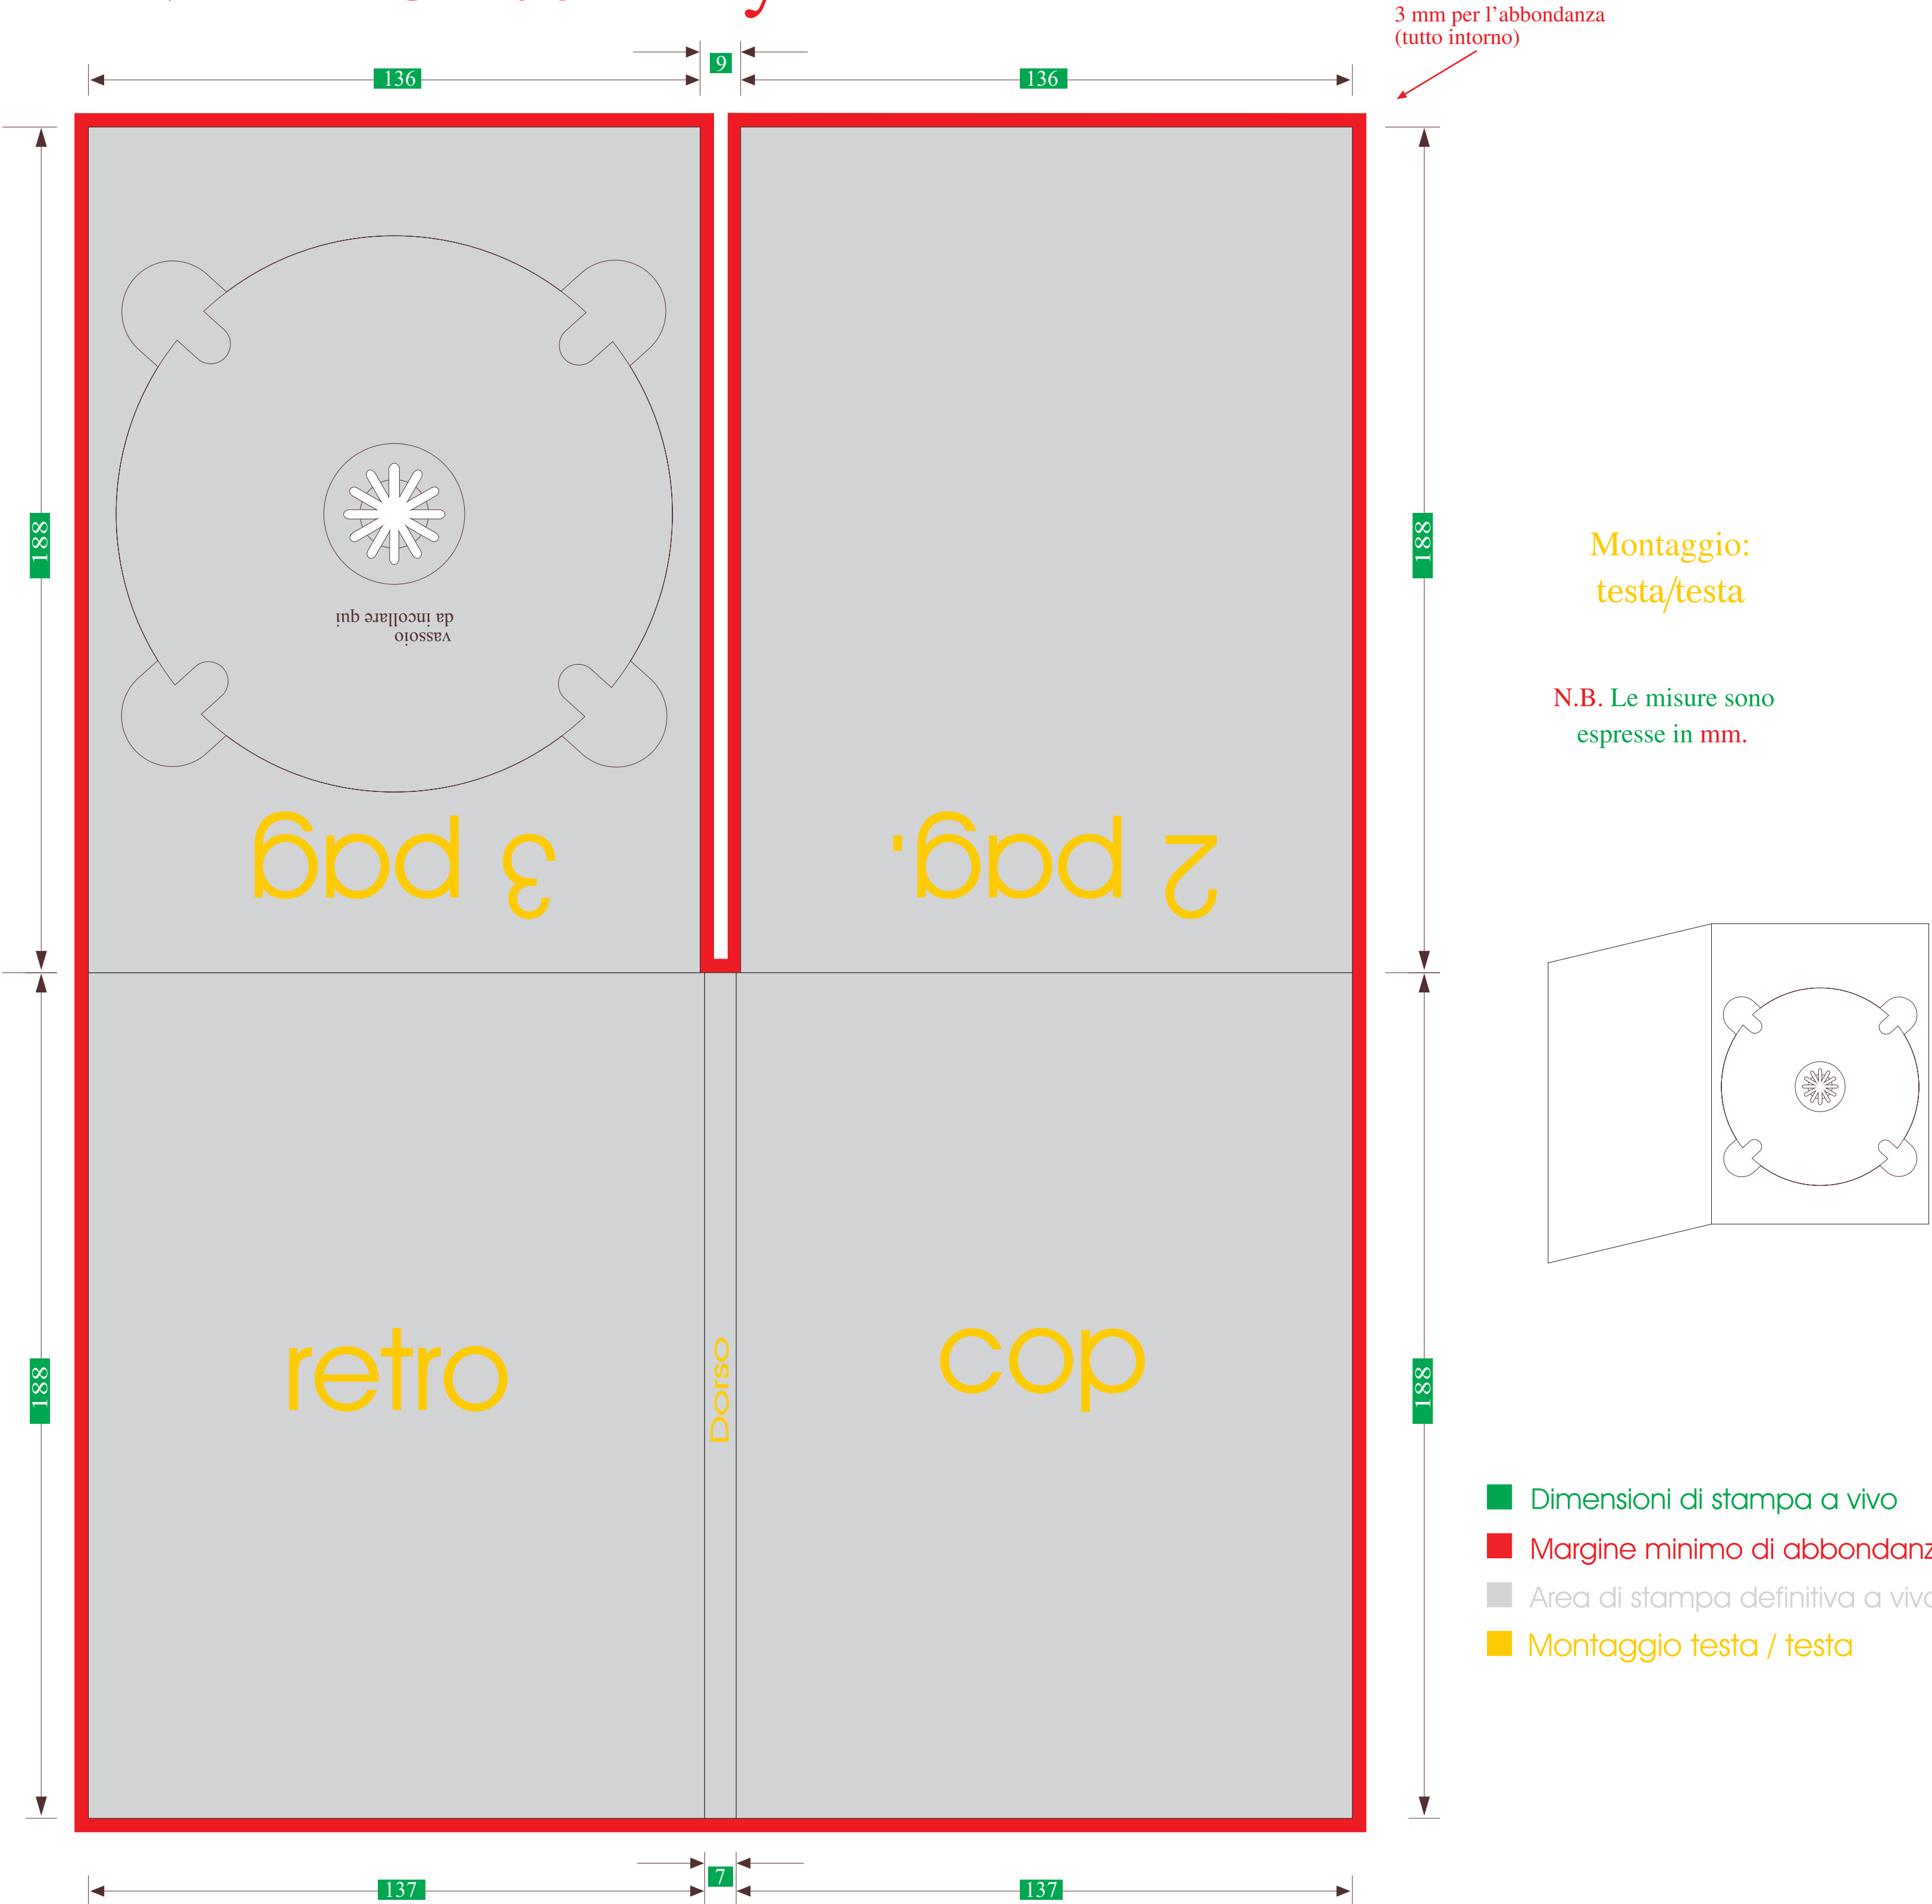 3 mm per l'abbondanza
(tutto intorno)
9
136
136
188
188
Montaggio:
testa/testa
N.B. Le misure sono
espresse in mm.
vassoio
da incollare qui
3 pag
2 pag.
retro
Dorso
cop
188
188
Dimensioni di stampa a vivo
Margine minimo di abbondanz
Area di stampa definitiva a vivo
Montaggio testa / testa
7
137
137